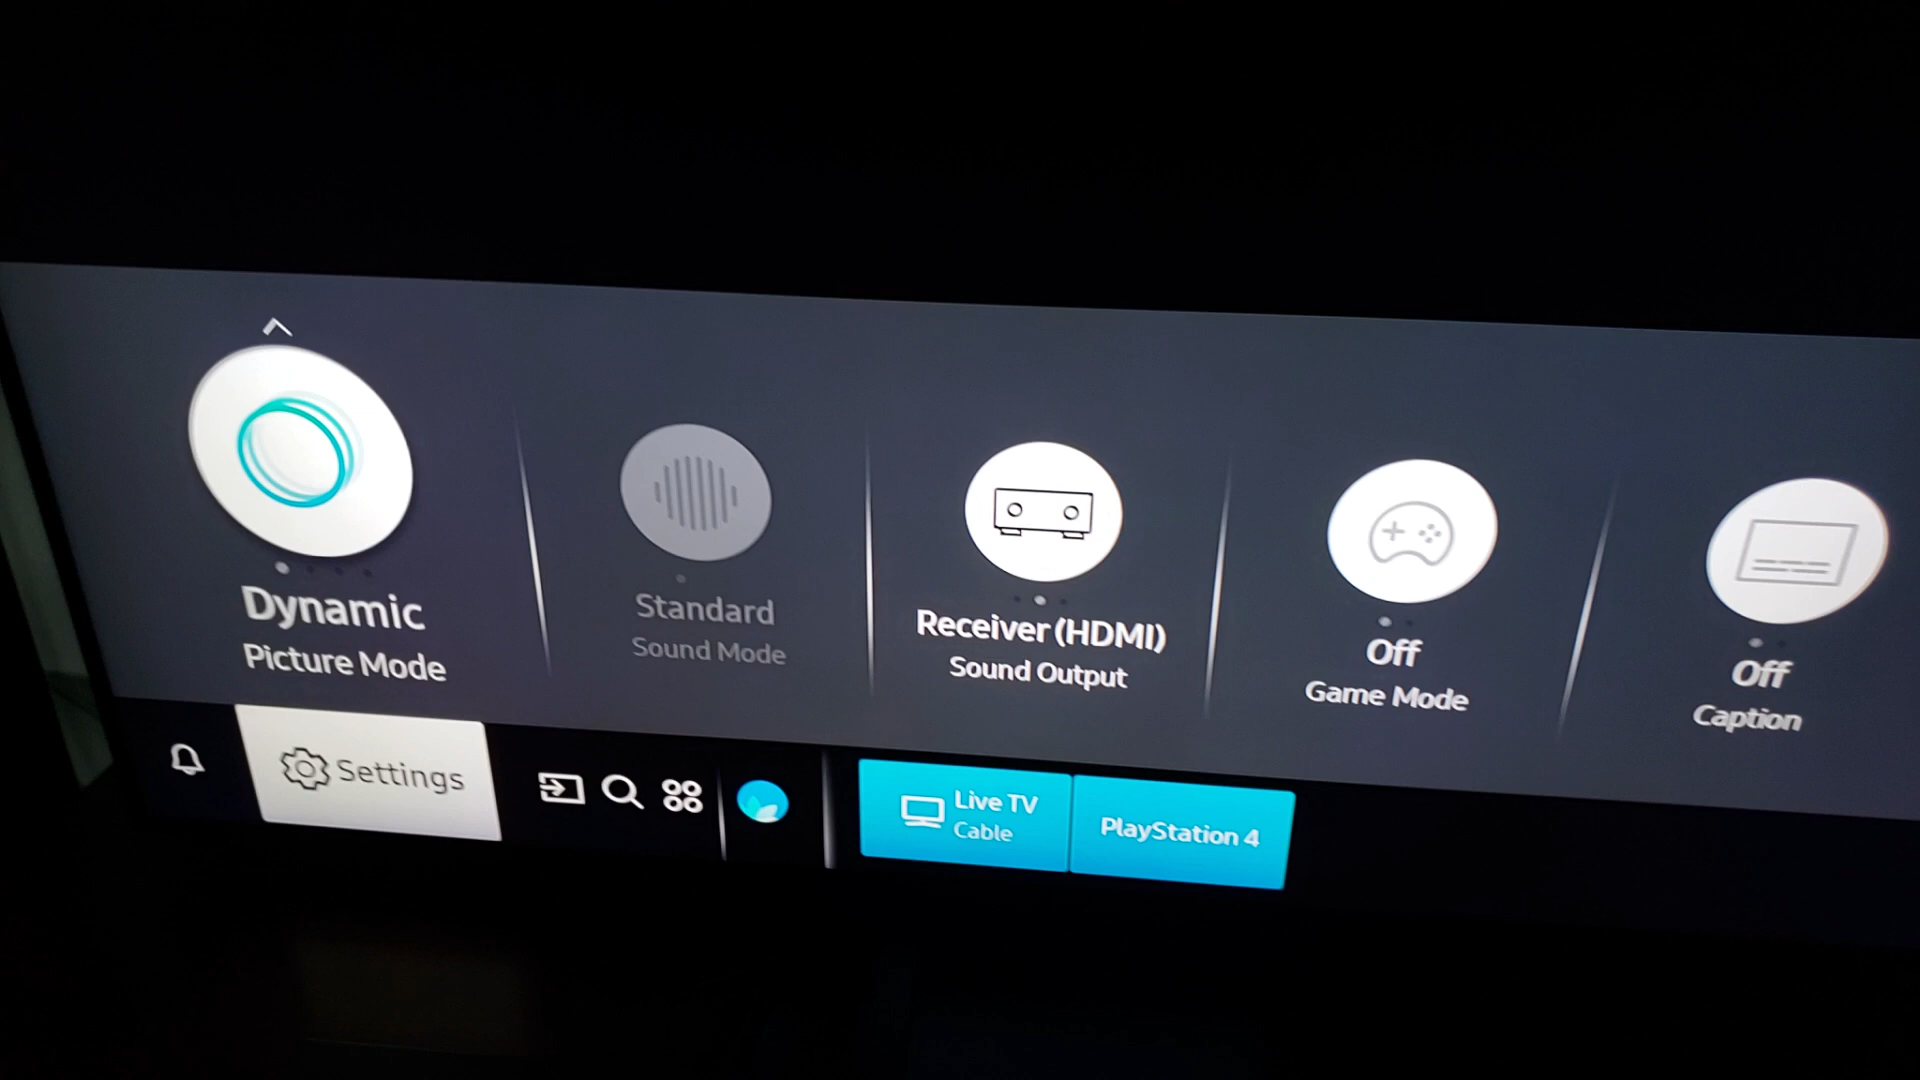 Dynamic
Picture Mode
Standard
Sound Mode
Receiver (HDMI)
Sound Output
Off
Game Mode
Off
Caption
Settings
Live TV
Cable
PlayStation 4